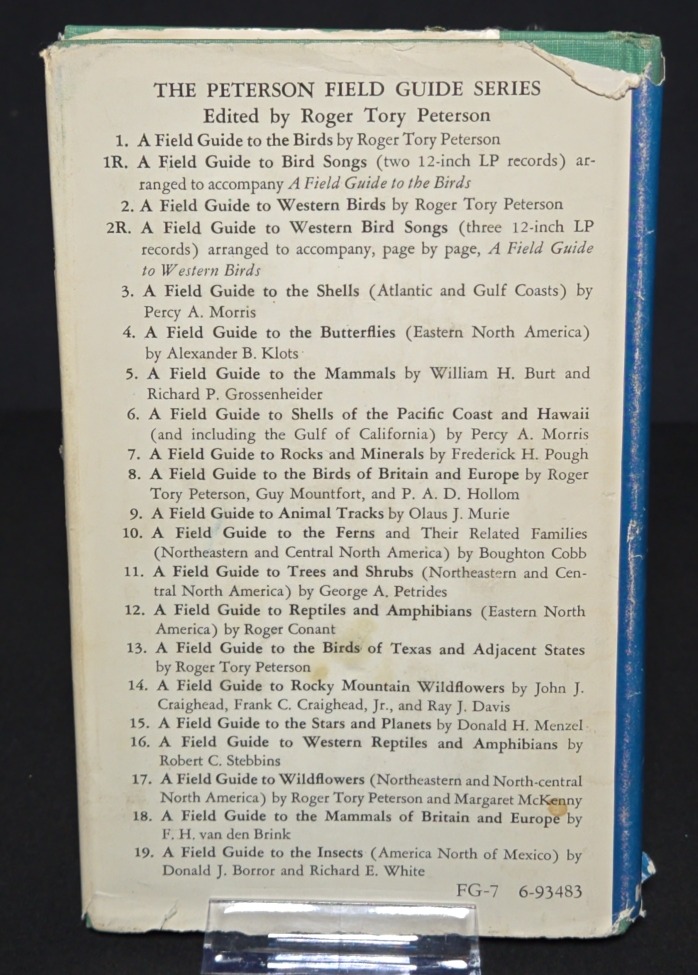 THE PETERSON FIELD GUIDE SERIES
Edited by Roger Tory Peterson
1. A Field Guide to the Birds by Roger Tory Peterson
1R. A Field Guide to Bird Songs (two 12-inch LP records) ar-
ranged to accompany A Field Guide to the Birds
2. A Field Guide to Western Birds by Roger Tory Peterson
2R. A Field Guide to Western Bird Songs (three 12-inch LP
records) arranged to accompany, page by page, A Field Guide
to Western Birds
3. A Field Guide to the Shells (Atlantic and Gulf Coasts) by
Percy A. Morris
4. A Field Guide to the Butterflies (Eastern North America)
by Alexander B. Klots
5. A Field Guide to the Mammals by William H. Burt and
Richard P. Grossenheider
6. A Field Guide to Shells of the Pacific Coast and Hawaii
(and including the Gulf of California) by Percy A. Morris
7. A Field Guide to Rocks and Minerals by Frederick H. Pough
8. A Field Guide to the Birds of Britain and Europe by Roger
Tory Peterson, Guy Mountfort, and P. A. D. Hollom
9. A Field Guide to Animal Tracks by Olaus J. Murie
10. A Field Guide to the Ferns and Their Related Families
(Northeastern and Central North America) by Boughton Cobb
11. A Field Guide to Trees and Shrubs (Northeastern and Cen-
tral North America) by George A. Petrides
12. A Field Guide to Reptiles and Amphibians (Eastern North
America) by Roger Conant
13. A Field Guide to the Birds of Texas and Adjacent States
by Roger Tory Peterson
14. A Field Guide to Rocky Mountain Wildflowers by John J.
Craighead, Frank C. Craighead, Jr., and Ray J. Davis
15. A Field Guide to the Stars and Planets by Donald H. Menzel
16. A Field Guide to Western Reptiles and Amphibians by
Robert C. Stebbins
17. A Field Guide to Wildflowers (Northeastern and North-central
North America) by Roger Tory Peterson and Margaret McKenny
18. A Field Guide to the Mammals of Britain and Europe by
F. H. van den Brink
19. A Field Guide to the Insects (America North of Mexico) by
Donald J. Borror and Richard E. White
FG-7 6-93483